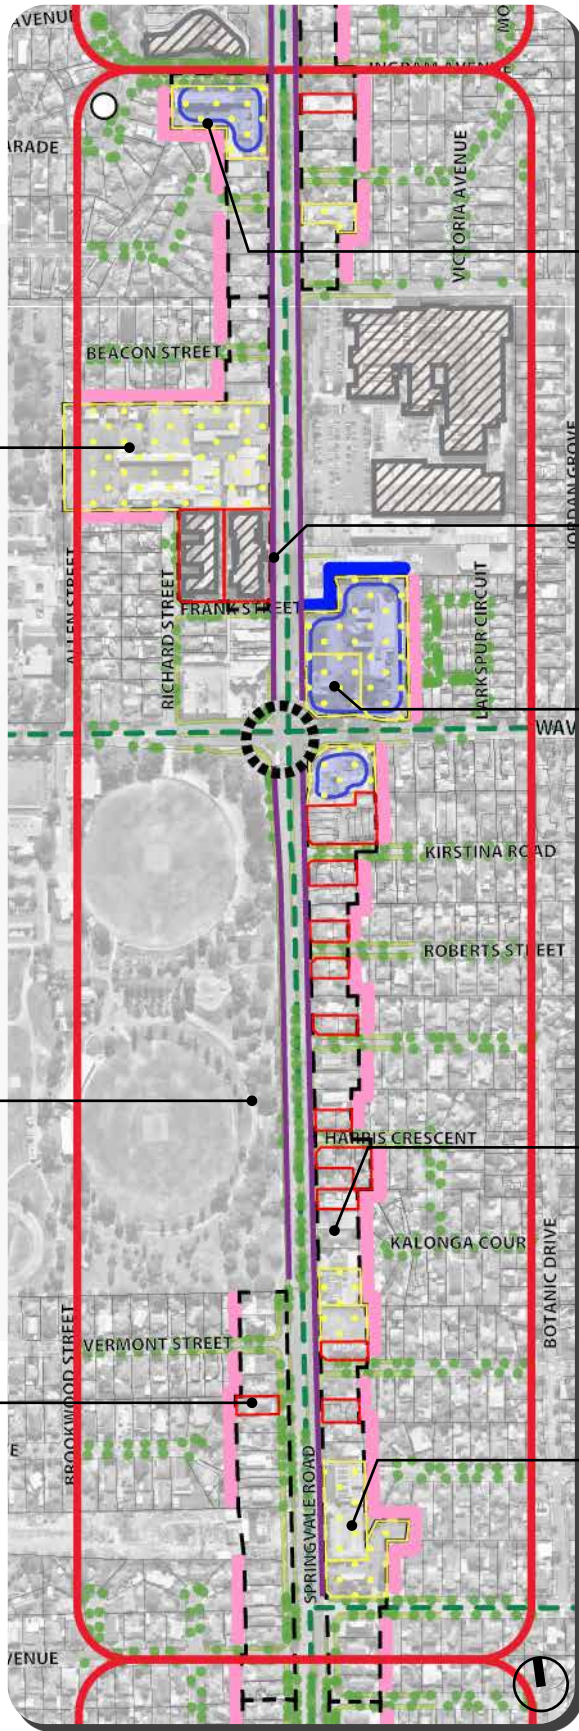 AVENUE
MO
INGRAM AVENUE
ARADE
VICTORIA AVENUE
BEACON STREET
JORDAN GROVE
ALLEN STREET
RICHARD STREET
FRANK STREET
LARKSPUR CIRCUIT
WAV
KIRSTINA ROAD
ROBERTS STREET
HARRIS CRESCENT
KALONGA COUR
BOTANIC DRIVE
VERMONT STREET
BROOKWOOD STREET
E
SPRINGVALE ROAD
VENUE